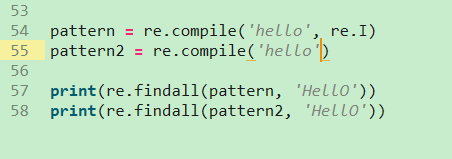 53
54 pattern = re.compile('hello', re.I)
55 pattern2 = re.compile('hello')
56
57 print(re.findall(pattern, 'HellO'))
58 print(re.findall(pattern2, 'HellO'))